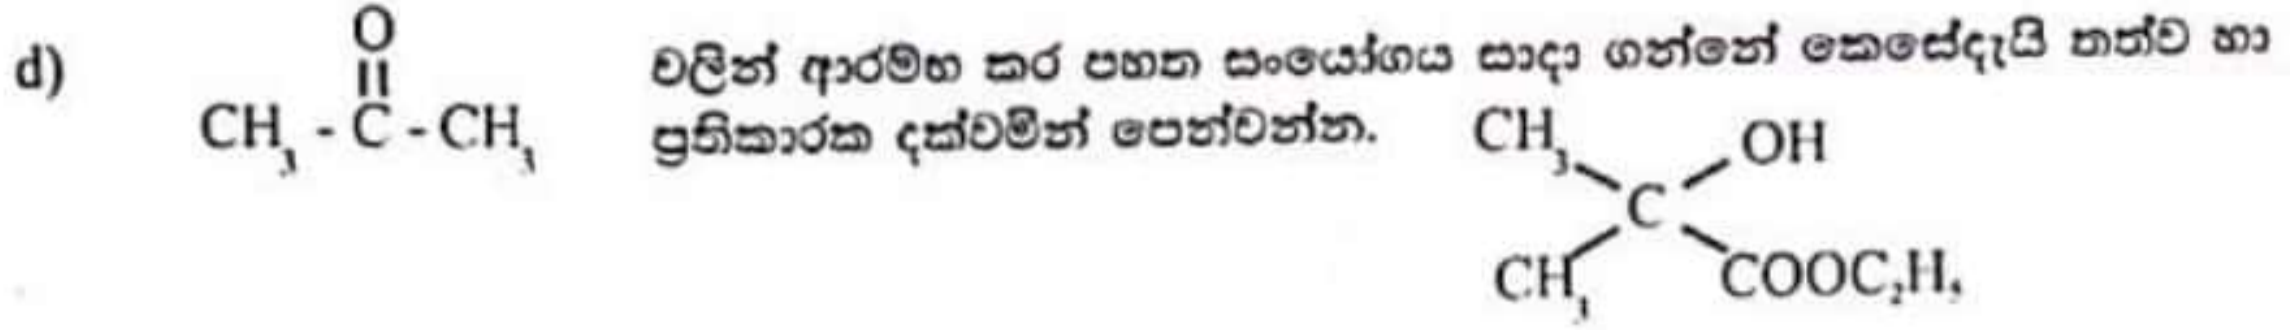 d) CH₃ - C - CH₃ වලින් ආරම්භ කර පහත සංයෝගය සාදා ගන්නේ කෙසේදැයි තත්ව හා
O
ප්‍රතිකාරක දක්වමින් පෙන්වන්න.
CH₃ OH
C
CH₃ COOC₂H₅